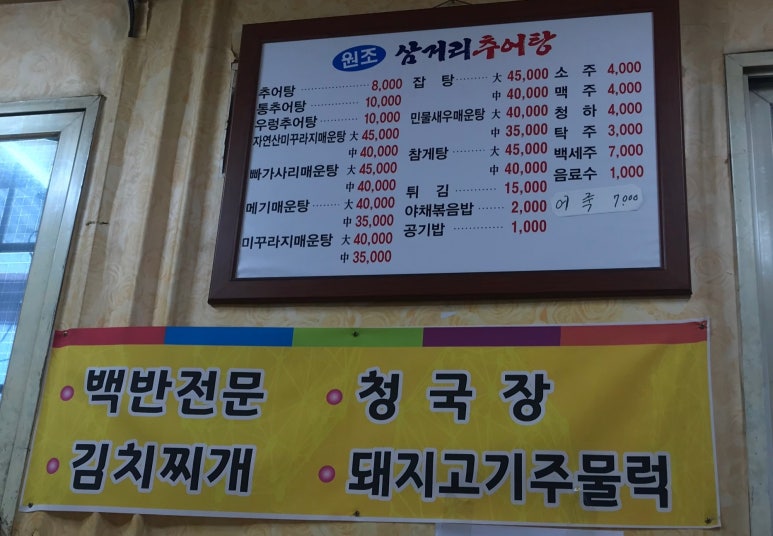 원조 삼거리추어탕
추어탕 8,000
통추어탕 10,000
우렁추어탕 10,000
자연산미꾸라지매운탕 大 45,000
中 40,000
빠가사리매운탕 大 45,000
中 40,000
메기매운탕 大 40,000
中 35,000
미꾸라지매운탕 大 40,000
中 35,000
잡탕 大 45,000
中 40,000
민물새우매운탕 大 40,000
中 35,000
참게탕 大 45,000
中 40,000
튀김 15,000
야채볶음밥 2,000
공기밥 1,000
소주 4,000
맥주 4,000
청하 4,000
탁주 3,000
백세주 7,000
음료수 1,000
어죽 7.000
백반전문
청국장
김치찌개
돼지고기주물럭